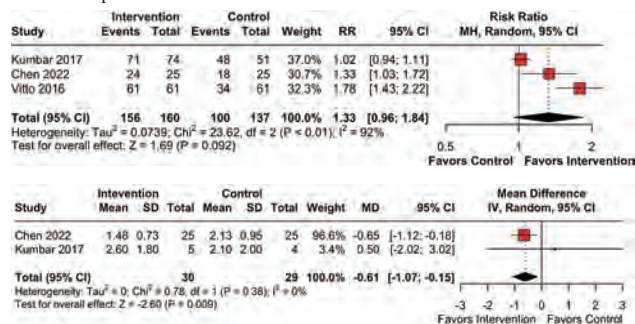 Intervention Control Risk Ratio
Study Events Total Events Total Weight RR 95% CI MH, Random, 95% CI
Kumbar 2017 71 74 48 51 37.0% 1.02 [0.94; 1.11]
Chen 2022 24 25 18 25 30.7% 1.33 [1.03; 1.72]
Vitto 2016 61 61 34 61 32.3% 1.78 [1.43; 2.22]
Total (95% CI) 156 160 100 137 100.0% 1.33 [0.96; 1.84]
Heterogeneity: Tau² = 0.0739; Chi² = 23.62, df = 2 (P < 0.01); I² = 92%
Test for overall effect: Z = 1.69 (P = 0.092)
0.5 1 2
Favors Control Favors Intervention
Intevention Control Mean Difference
Study Mean SD Total Mean SD Total Weight MD 95% CI IV, Random, 95% CI
Chen 2022 1.48 0.73 25 2.13 0.95 25 96.6% -0.65 [-1.12; -0.18]
Kumbar 2017 2.60 1.80 5 2.10 2.00 4 3.4% 0.50 [-2.02; 3.02]
Total (95% CI) 30 29 100.0% -0.61 [-1.07; -0.15]
Heterogeneity: Tau² = 0; Chi² = 0.78, df = 1 (P = 0.38); I² = 0%
Test for overall effect: Z = -2.60 (P = 0.009)
-3 -2 -1 0 1 2 3
Favors Intervention Favors Control